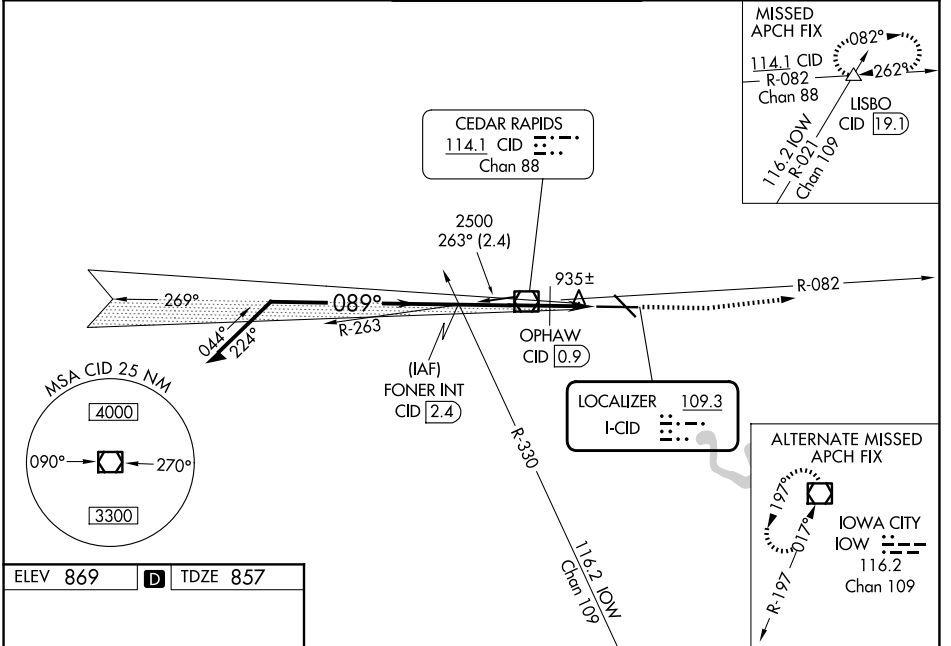 MISSED
APCH FIX
114.1 CID
R-082
Chan 88
082°
262°
LISBO
CID 19.1
116.2 IOW
R-021
Chan 109
CEDAR RAPIDS
114.1 CID
Chan 88
2500
263° (2.4)
935±
R-082
269°
089°
R-263
044°
224°
OPHAW
CID 0.9
(IAF)
FONER INT
CID 2.4
LOCALIZER 109.3
I-CID
R-330
116.2 IOW
Chan 109
MSA CID 25 NM
4000
090°
270°
3300
ALTERNATE MISSED
APCH FIX
197°
017°
R-197
IOWA CITY
IOW
116.2
Chan 109
ELEV 869 D TDZE 857